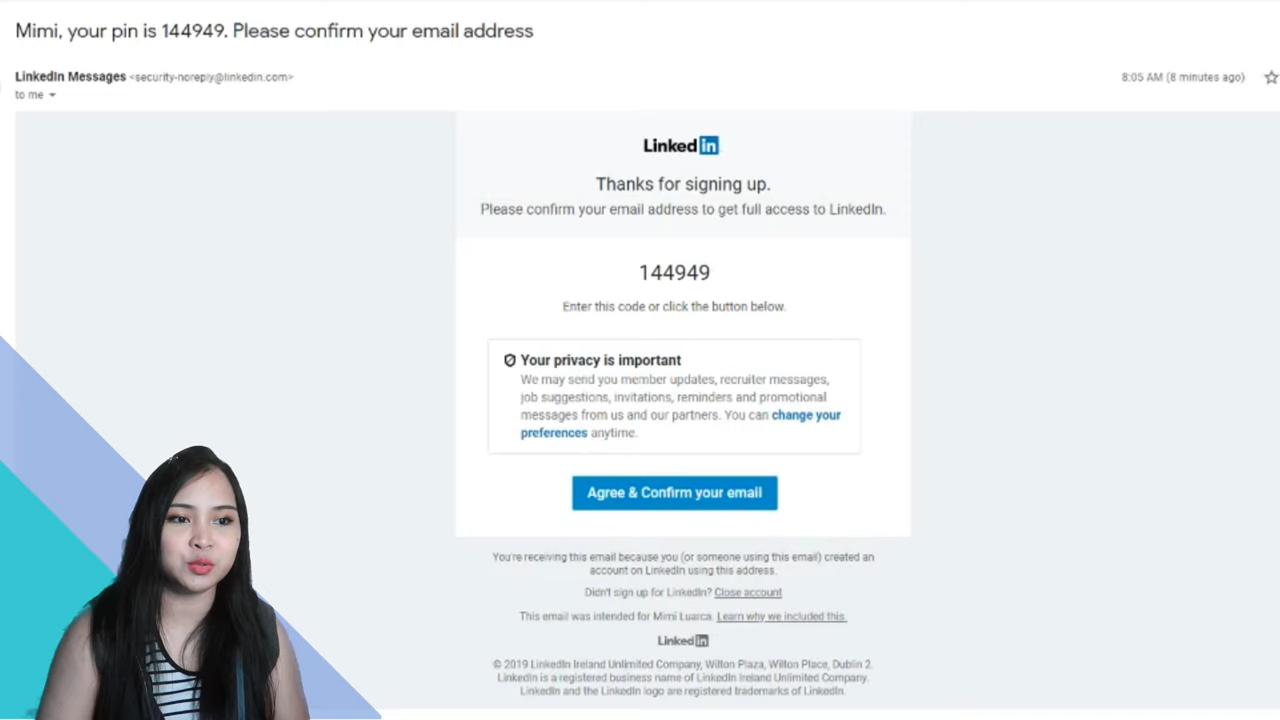 Mimi, your pin is 144949. Please confirm your email address
LinkedIn Messages <security-noreply@linkedin.com>
8:05 AM (8 minutes ago)
to me
Linked in
Thanks for signing up.
Please confirm your email address to get full access to LinkedIn.
144949
Enter this code or click the button below.
Your privacy is important
We may send you member updates, recruiter messages,
job suggestions, invitations, reminders and promotional
messages from us and our partners. You can change your
preferences anytime.
Agree & Confirm your email
You're receiving this email because you (or someone using this email) created an
account on LinkedIn using this address.
Didn't sign up for LinkedIn? Close account
This email was intended for Mimi Luarca. Learn why we included this.
Linked in
© 2019 LinkedIn Ireland Unlimited Company, Wilton Plaza, Wilton Place, Dublin 2.
LinkedIn is a registered business name of LinkedIn Ireland Unlimited Company.
LinkedIn and the LinkedIn logo are registered trademarks of LinkedIn.